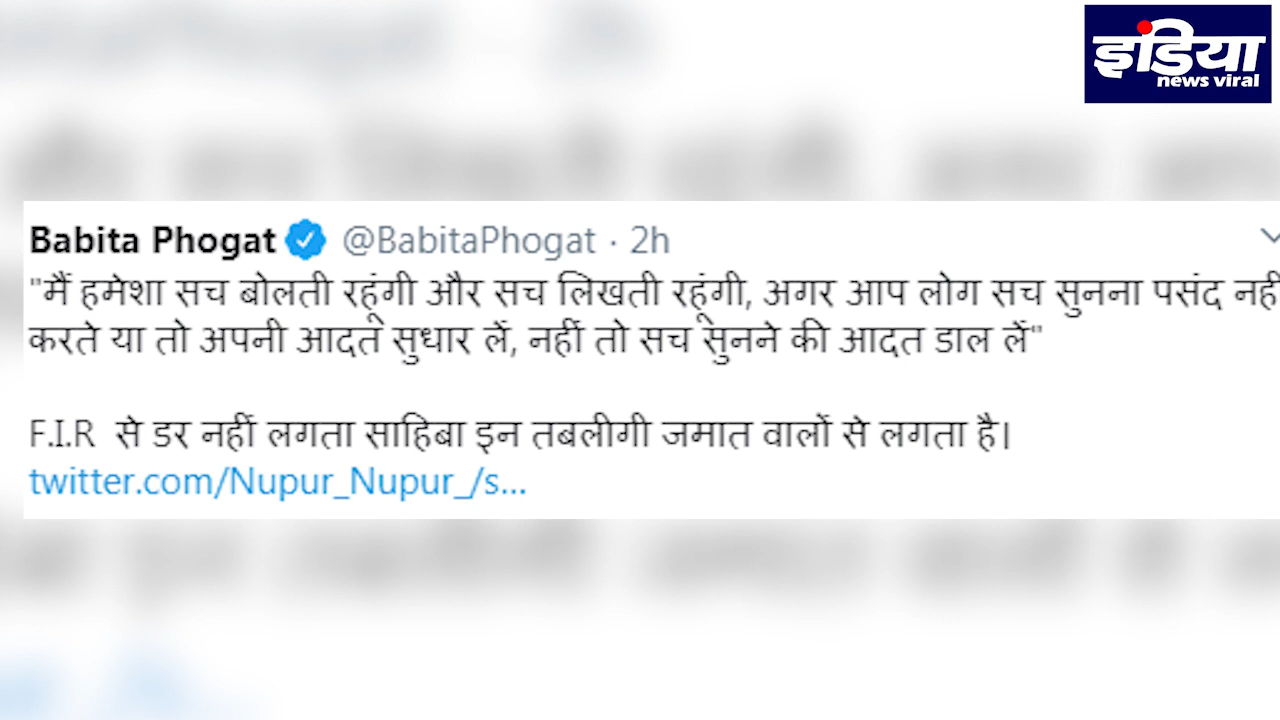 इंडिया
news viral
Babita Phogat @BabitaPhogat · 2h
"मैं हमेशा सच बोलती रहूंगी और सच लिखती रहूंगी, अगर आप लोग सच सुनना पसंद नहीं
करते या तो अपनी आदत सुधार लें, नहीं तो सच सुनने की आदत डाल लें"
F.I.R से डर नहीं लगता साहिबा इन तबलीगी जमात वालों से लगता है।
twitter.com/Nupur_Nupur_/s...